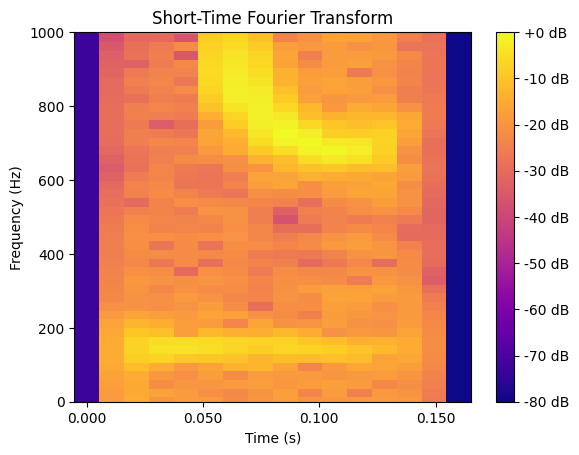 Short-Time Fourier Transform
Frequency (Hz)
1000
800
600
400
200
0
0.000
0.050
0.100
0.150
Time (s)
+0 dB
-10 dB
-20 dB
-30 dB
-40 dB
-50 dB
-60 dB
-70 dB
-80 dB